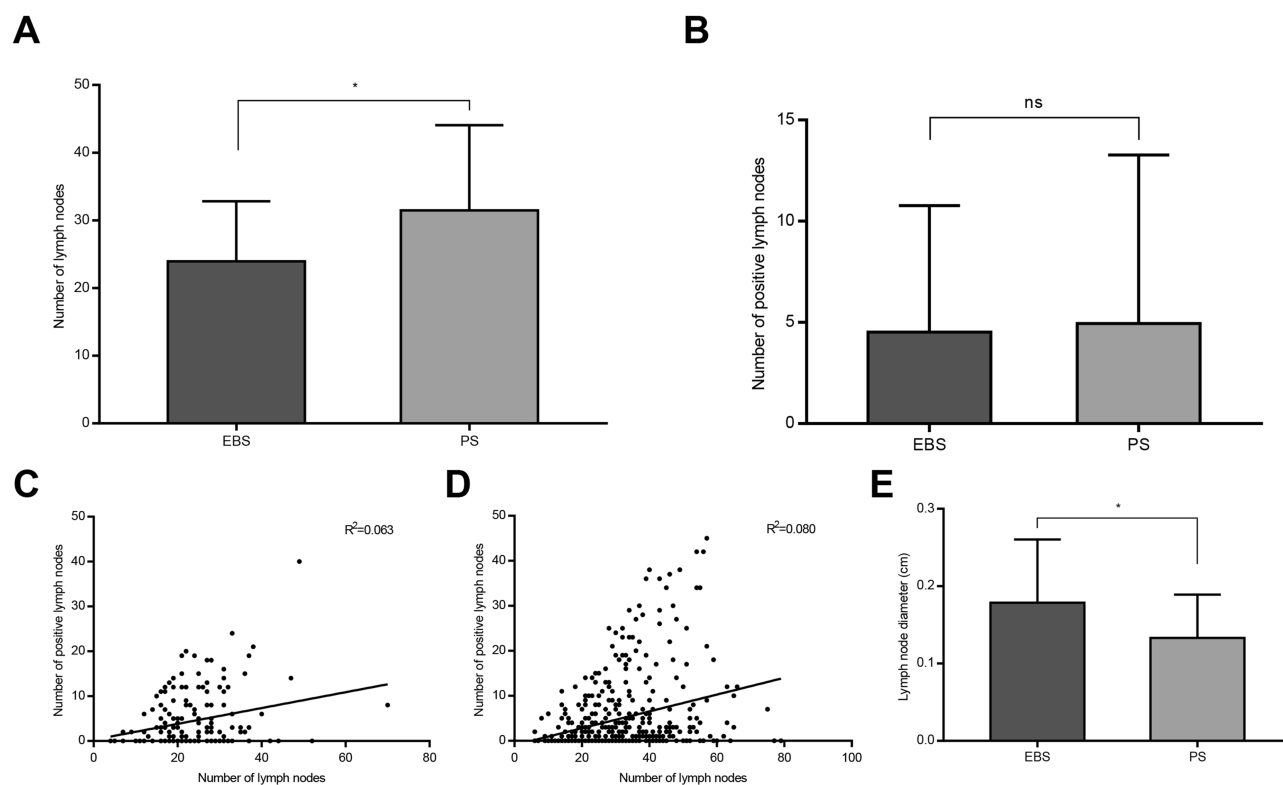 A
Number of lymph nodes
50
40
30
20
10
0
*
EBS
PS
B
Number of positive lymph nodes
15
10
5
0
ns
EBS
PS
C
Number of positive lymph nodes
50
40
30
20
10
0
R²=0.063
0
20
40
60
80
Number of lymph nodes
D
Number of positive lymph nodes
50
40
30
20
10
0
R²=0.080
0
20
40
60
80
100
Number of lymph nodes
E
Lymph node diameter (cm)
0.3
0.2
0.1
0.0
*
EBS
PS